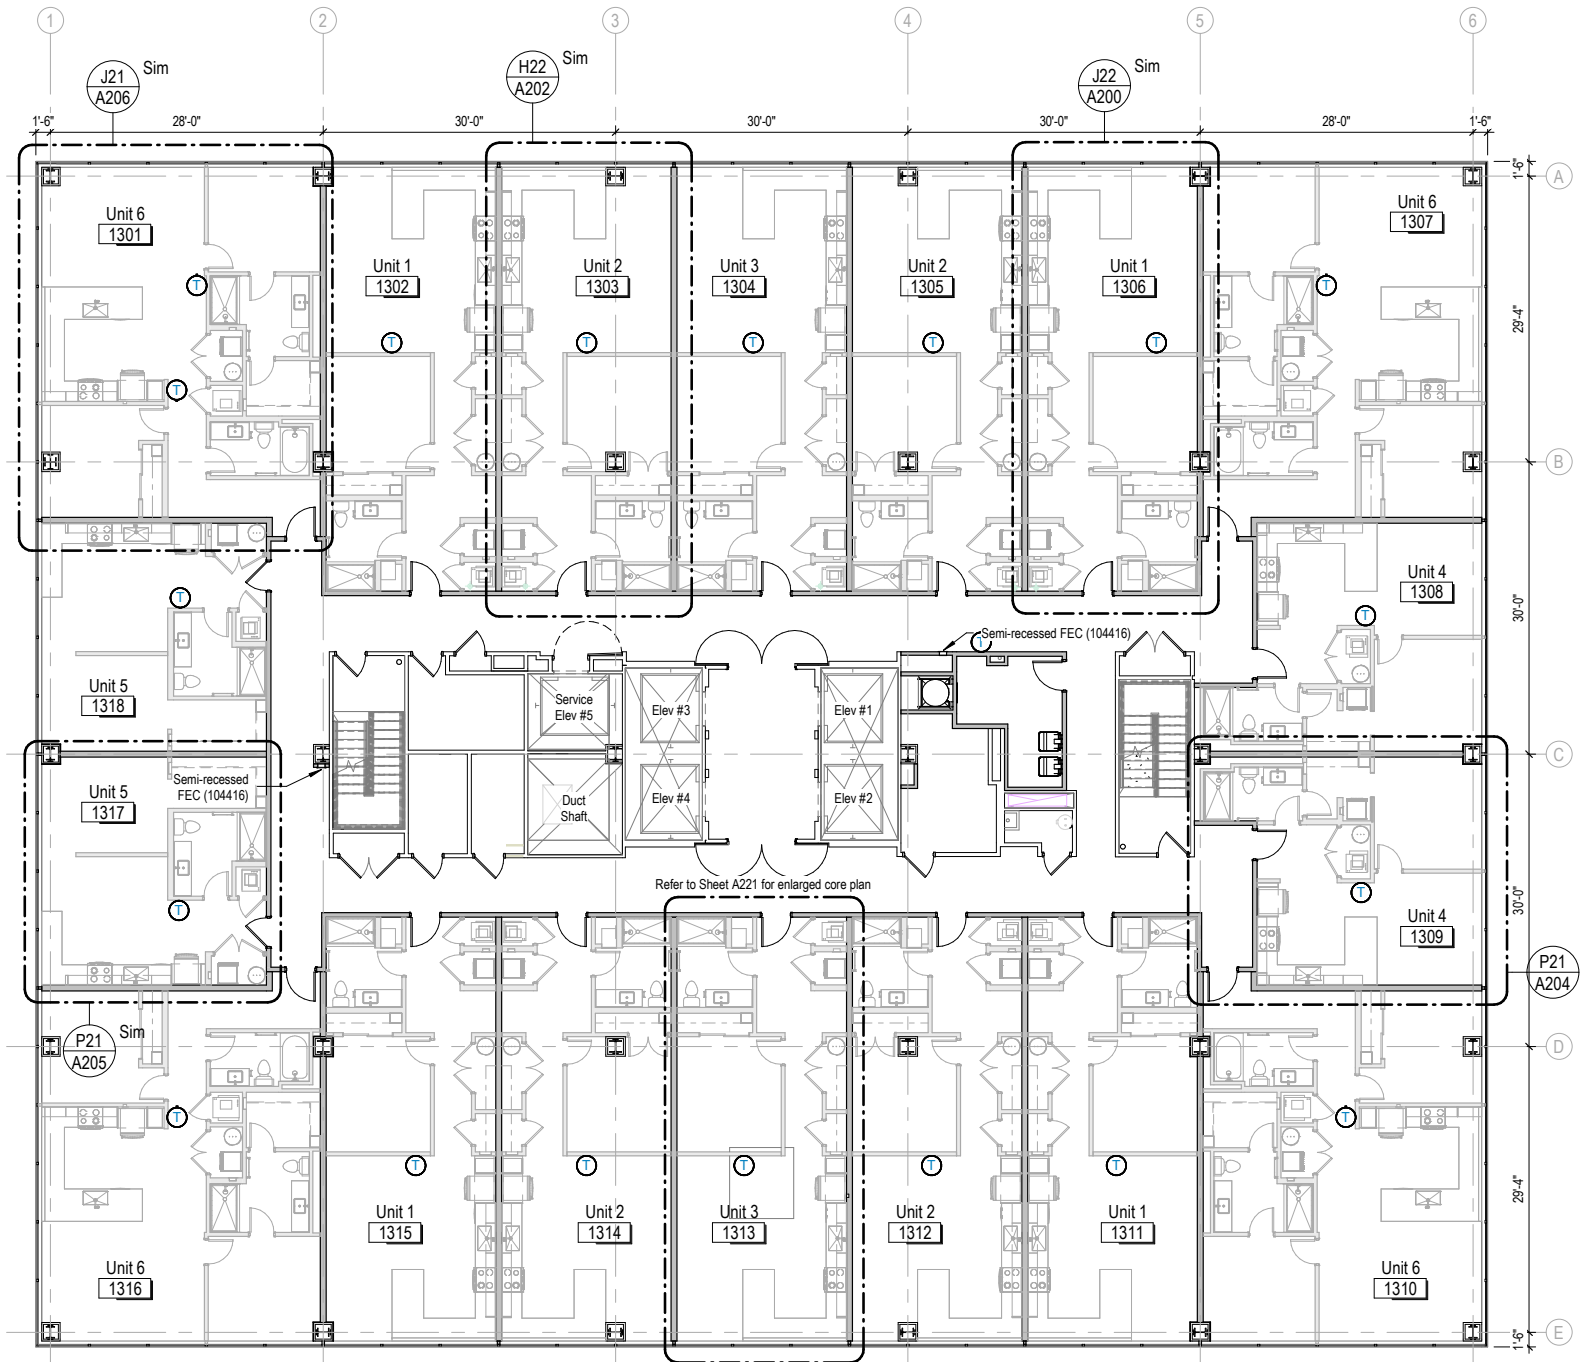 1
2
3
4
5
6
J21
A206
Sim
H22
A202
Sim
J22
A200
Sim
1'-6"
28'-0"
30'-0"
30'-0"
30'-0"
28'-0"
1'-6"
1'-6"
A
Unit 6
1301
Unit 1
1302
Unit 2
1303
Unit 3
1304
Unit 2
1305
Unit 1
1306
Unit 6
1307
T
T
T
T
T
T
T
T
T
29'-4"
B
T
Unit 5
1318
Unit 4
1308
T
30'-0"
Semi-recessed FEC (104416)
T
Service
Elev #5
Elev #3
Elev #1
C
Semi-recessed
FEC (104416)
Unit 5
1317
Duct
Shaft
Elev #4
Elev #2
Refer to Sheet A221 for enlarged core plan
T
T
Unit 4
1309
30'-0"
P21
A204
P21
A205
Sim
D
T
T
T
T
T
T
T
29'-4"
Unit 6
1316
Unit 1
1315
Unit 2
1314
Unit 3
1313
Unit 2
1312
Unit 1
1311
Unit 6
1310
1'-6"
E